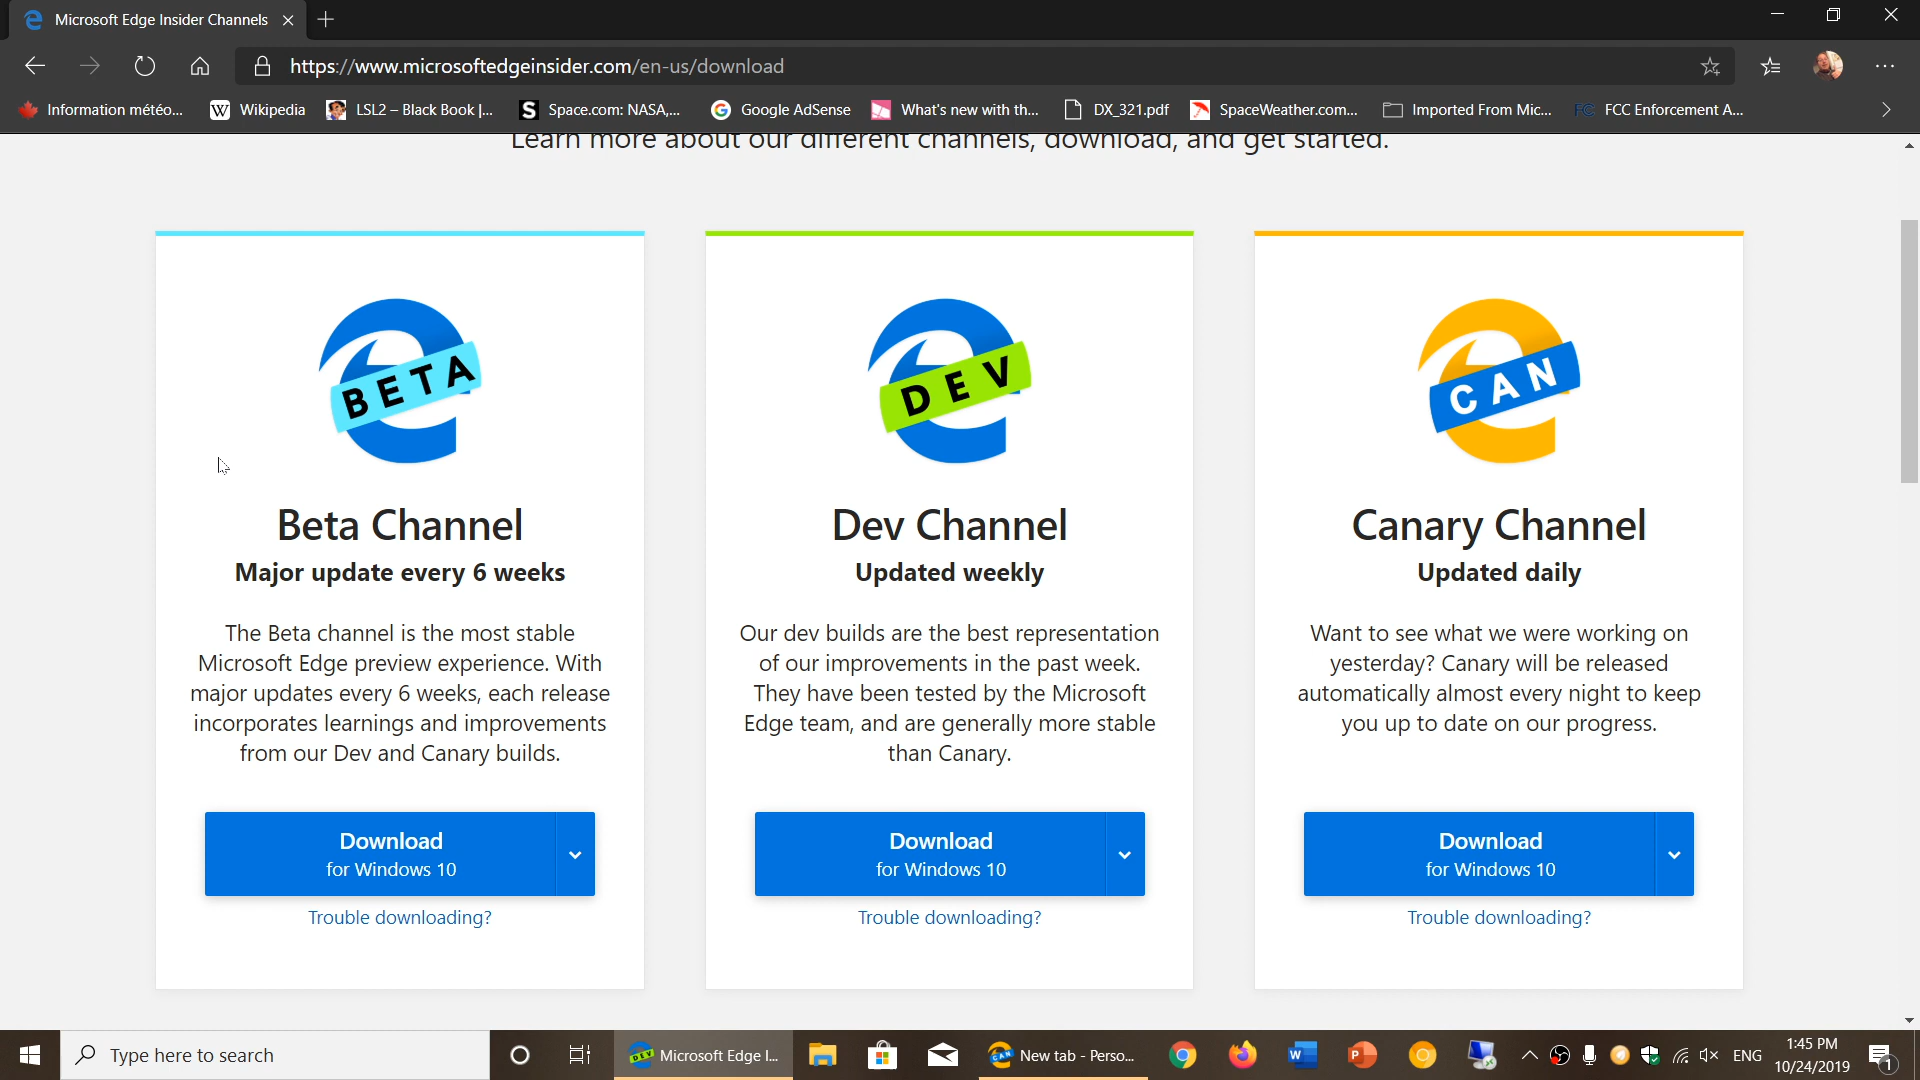 Microsoft Edge Insider Channels
https://www.microsoftedgeinsider.com/en-us/download
Information météo...
Wikipedia
LSL2 – Black Book |...
Space.com: NASA,...
Google AdSense
What's new with th...
DX_321.pdf
SpaceWeather.com...
Imported From Mic...
FCC Enforcement A...
Learn more about our different channels, download, and get started.
BETA
Beta Channel
Major update every 6 weeks
The Beta channel is the most stable
Microsoft Edge preview experience. With
major updates every 6 weeks, each release
incorporates learnings and improvements
from our Dev and Canary builds.
Download
for Windows 10
Trouble downloading?
DEV
Dev Channel
Updated weekly
Our dev builds are the best representation
of our improvements in the past week.
They have been tested by the Microsoft
Edge team, and are generally more stable
than Canary.
Download
for Windows 10
Trouble downloading?
CAN
Canary Channel
Updated daily
Want to see what we were working on
yesterday? Canary will be released
automatically almost every night to keep
you up to date on our progress.
Download
for Windows 10
Trouble downloading?
Type here to search
Microsoft Edge I...
New tab - Perso...
ENG
1:45 PM
10/24/2019
1